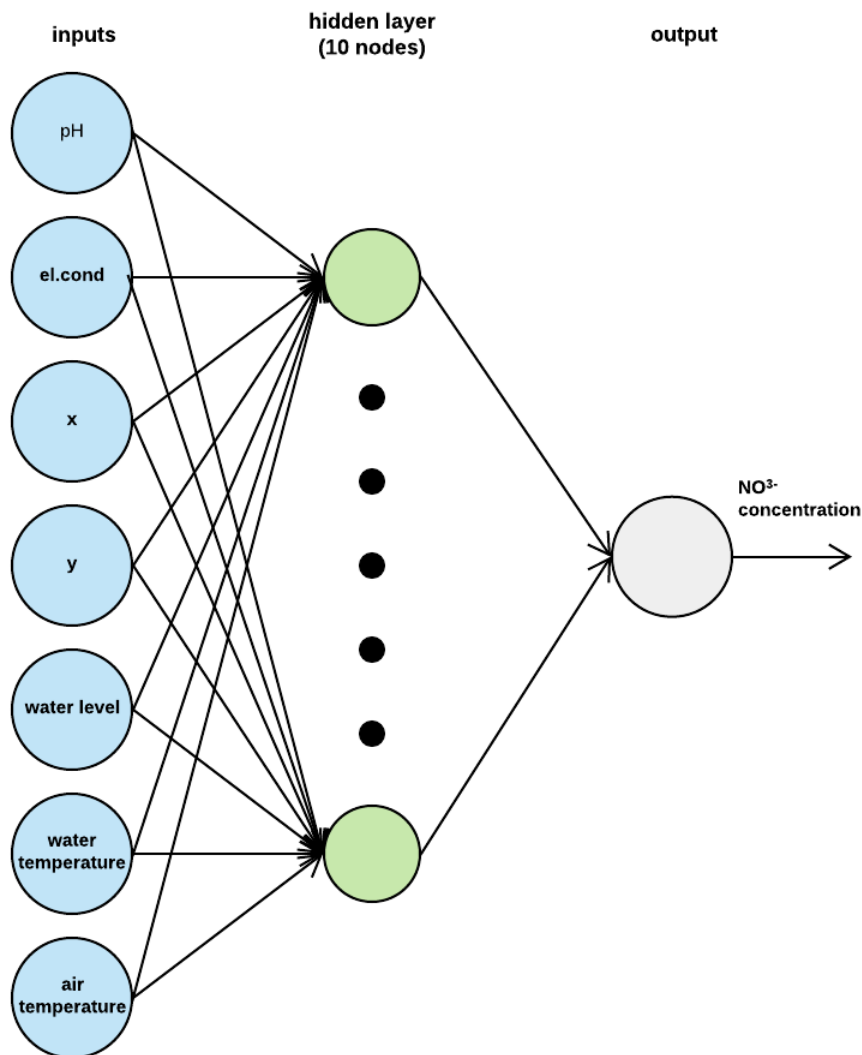 inputs
hidden layer
(10 nodes)
output
pH
el.cond
x
y
water level
water
temperature
air
temperature
NO³⁻
concentration